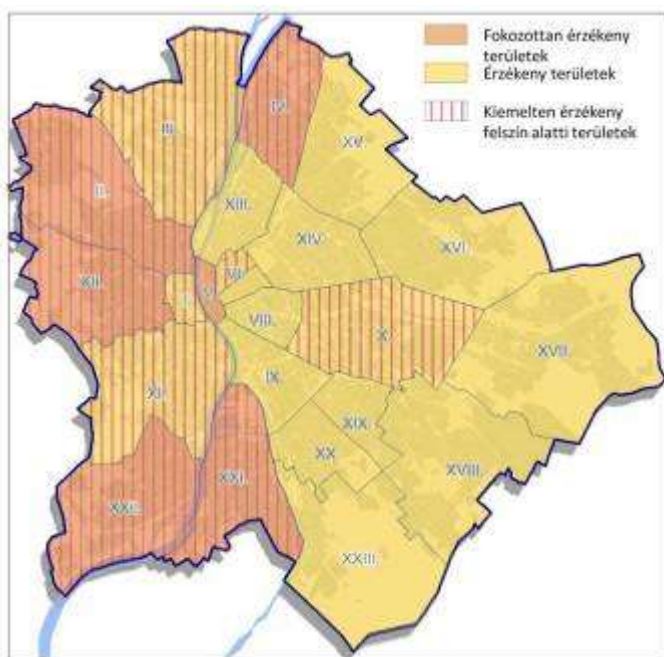 Fokozottan érzékeny
területek
Érzékeny területek
Kiemelten érzékeny
felszín alatti területek
IV.
III.
XV.
II.
XIII.
XIV.
XVI.
XII.
I.
V.
VI.
VIII.
X.
XVII.
XI.
IX.
XIX.
XX.
XVIII.
XXI.
XXII.
XXIII.